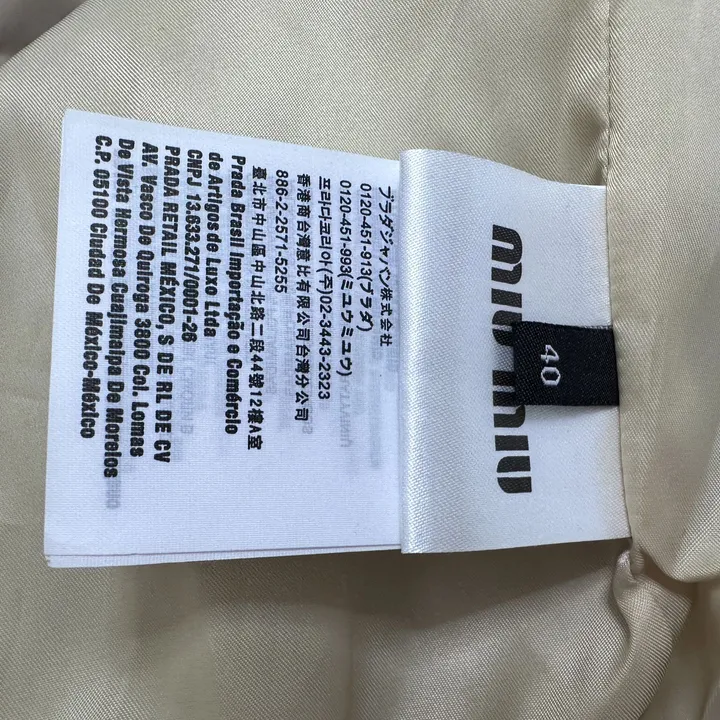 miu miu
40
プラダジャパン株式会社
0120-451-913(プラダ)
0120-451-993(ミュウミュウ)
프라다코리아(주)02-3443-2323
香港商台灣意比有限公司台灣分公司
886-2-2571-5255
臺北市中山區中山北路二段44號12樓A室
Prada Brasil Importação e Comércio
de Artigos de Luxo Ltda
CNPJ 13.633.271/0001-26
PRADA RETAIL MÉXICO, S DE RL DE CV
AV. Vasco De Quiroga 3800 Col. Lomas
De Vista Hermosa Cuajimalpa De Morelos
C.P. 05100 Ciudad De México-México